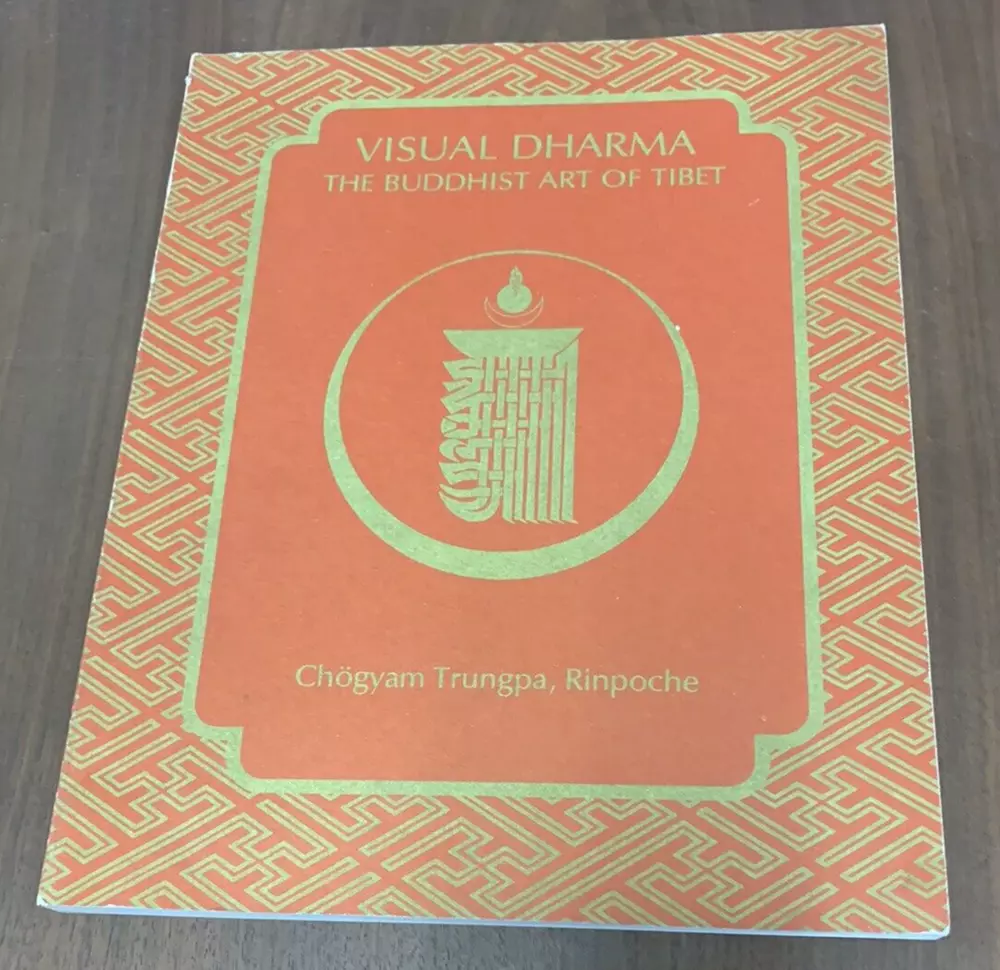 VISUAL DHARMA
THE BUDDHIST ART OF TIBET
Chögyam Trungpa, Rinpoche